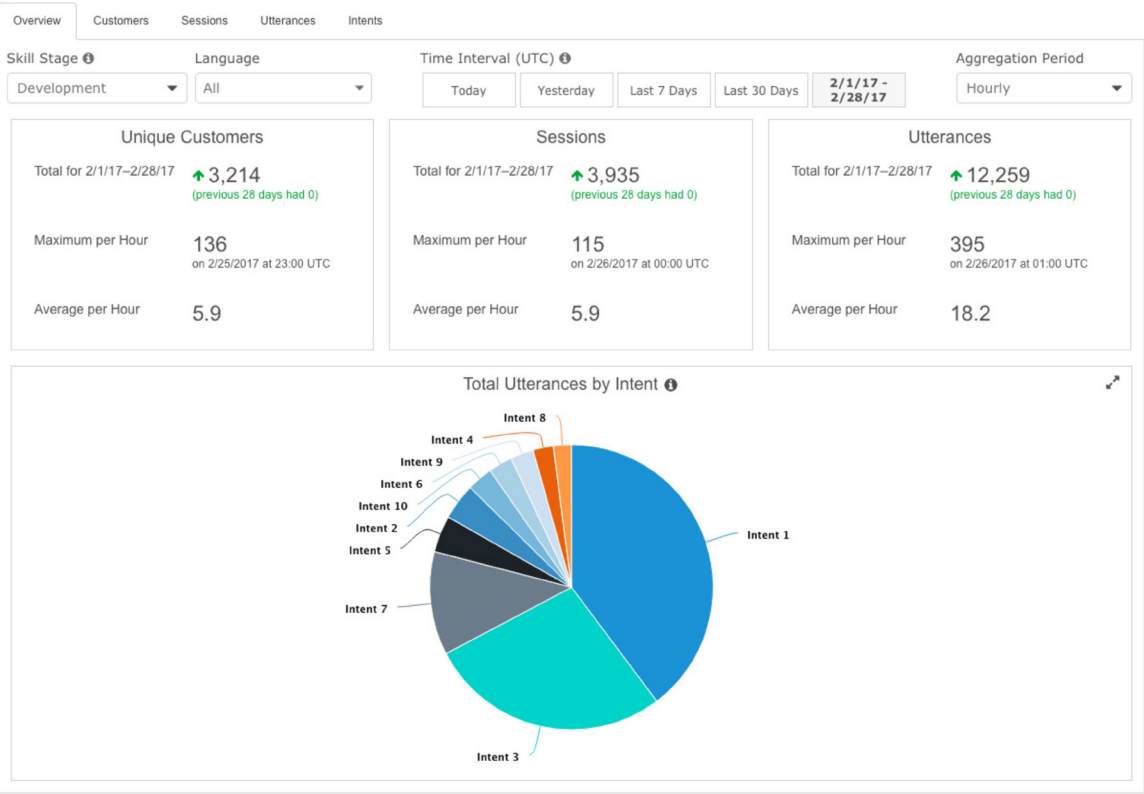 Overview Customers Sessions Utterances Intents
Skill Stage Language Time Interval (UTC) Aggregation Period
Development All Today Yesterday Last 7 Days Last 30 Days 2/1/17 - Hourly
2/28/17
Unique Customers
Total for 2/1/17–2/28/17 3,214
(previous 28 days had 0)
Maximum per Hour 136
on 2/25/2017 at 23:00 UTC
Average per Hour 5.9
Sessions
Total for 2/1/17–2/28/17 3,935
(previous 28 days had 0)
Maximum per Hour 115
on 2/26/2017 at 00:00 UTC
Average per Hour 5.9
Utterances
Total for 2/1/17–2/28/17 12,259
(previous 28 days had 0)
Maximum per Hour 395
on 2/26/2017 at 01:00 UTC
Average per Hour 18.2
Total Utterances by Intent
Intent 8
Intent 4
Intent 9
Intent 6
Intent 10
Intent 2
Intent 1
Intent 5
Intent 7
Intent 3